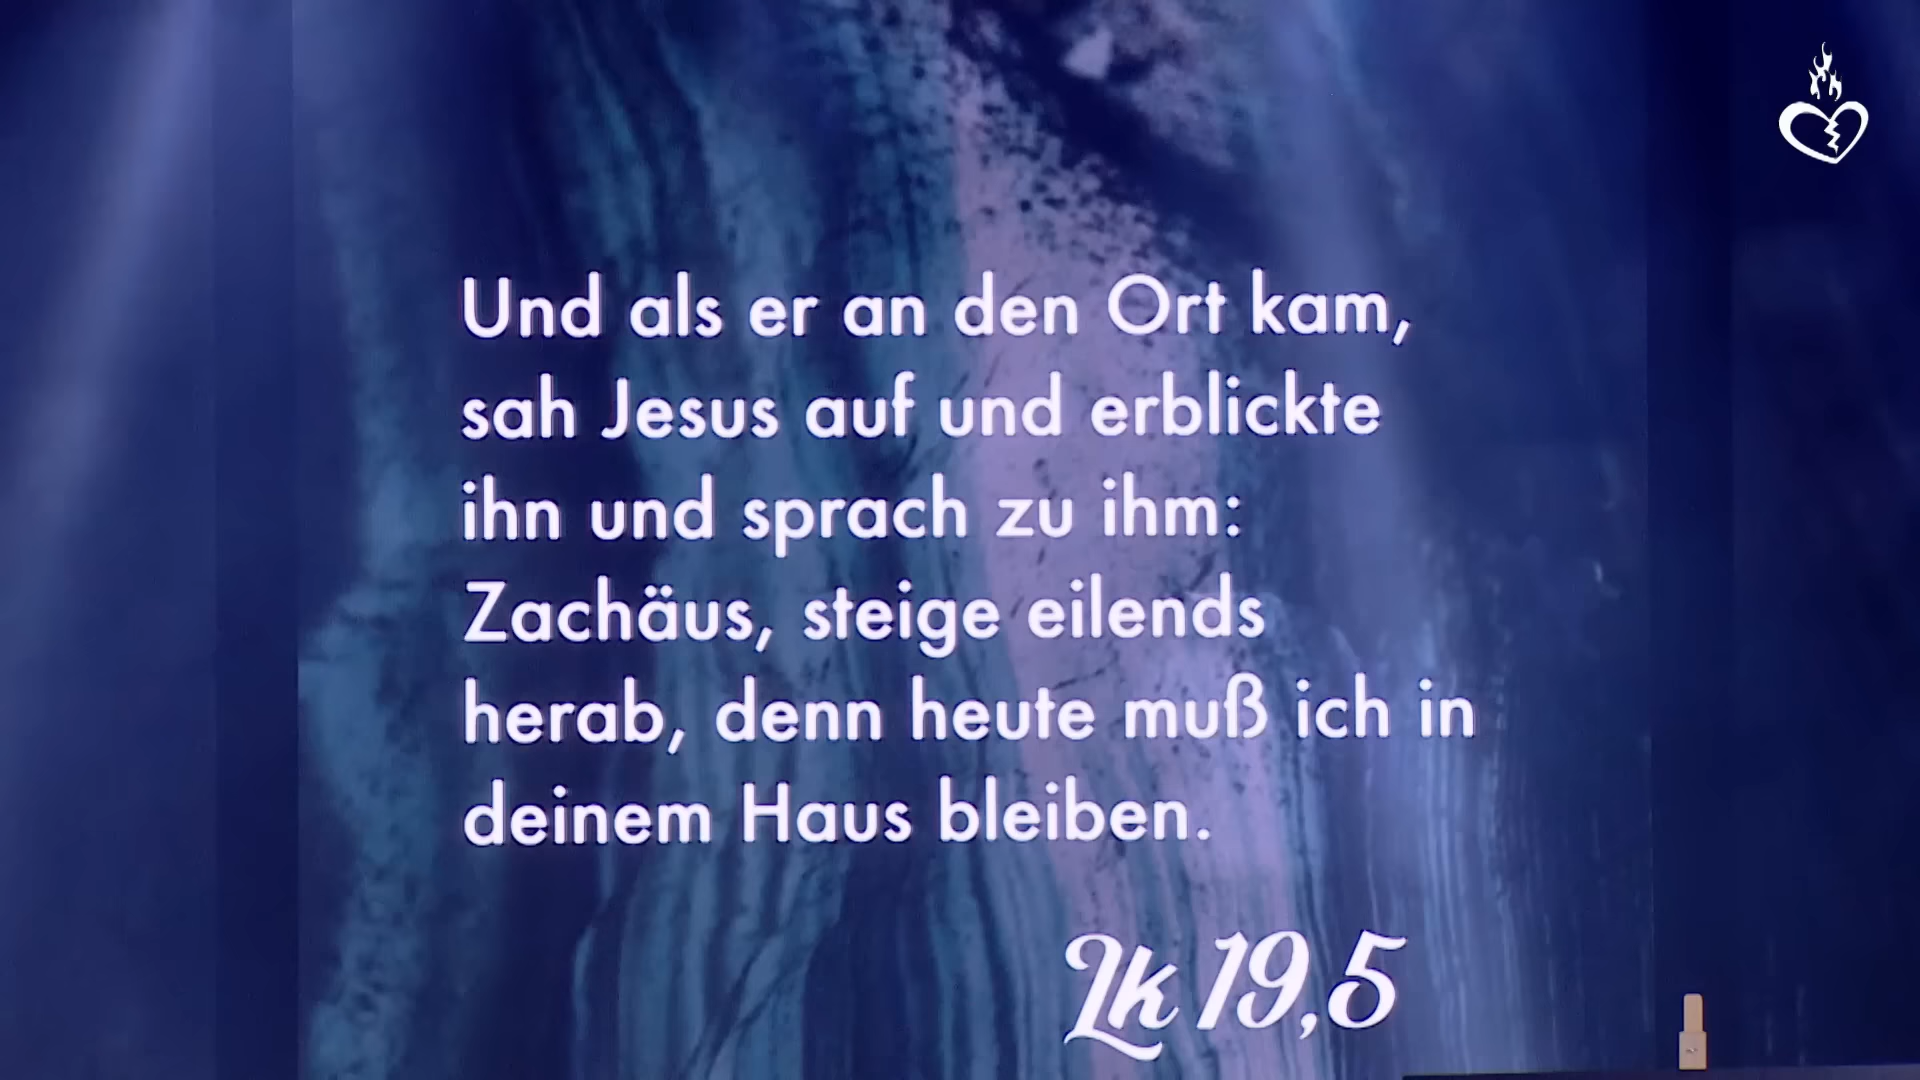 Und als er an den Ort kam,
sah Jesus auf und erblickte
ihn und sprach zu ihm:
Zachäus, steige eilends
herab, denn heute muß ich in
deinem Haus bleiben.
Lk 19,5